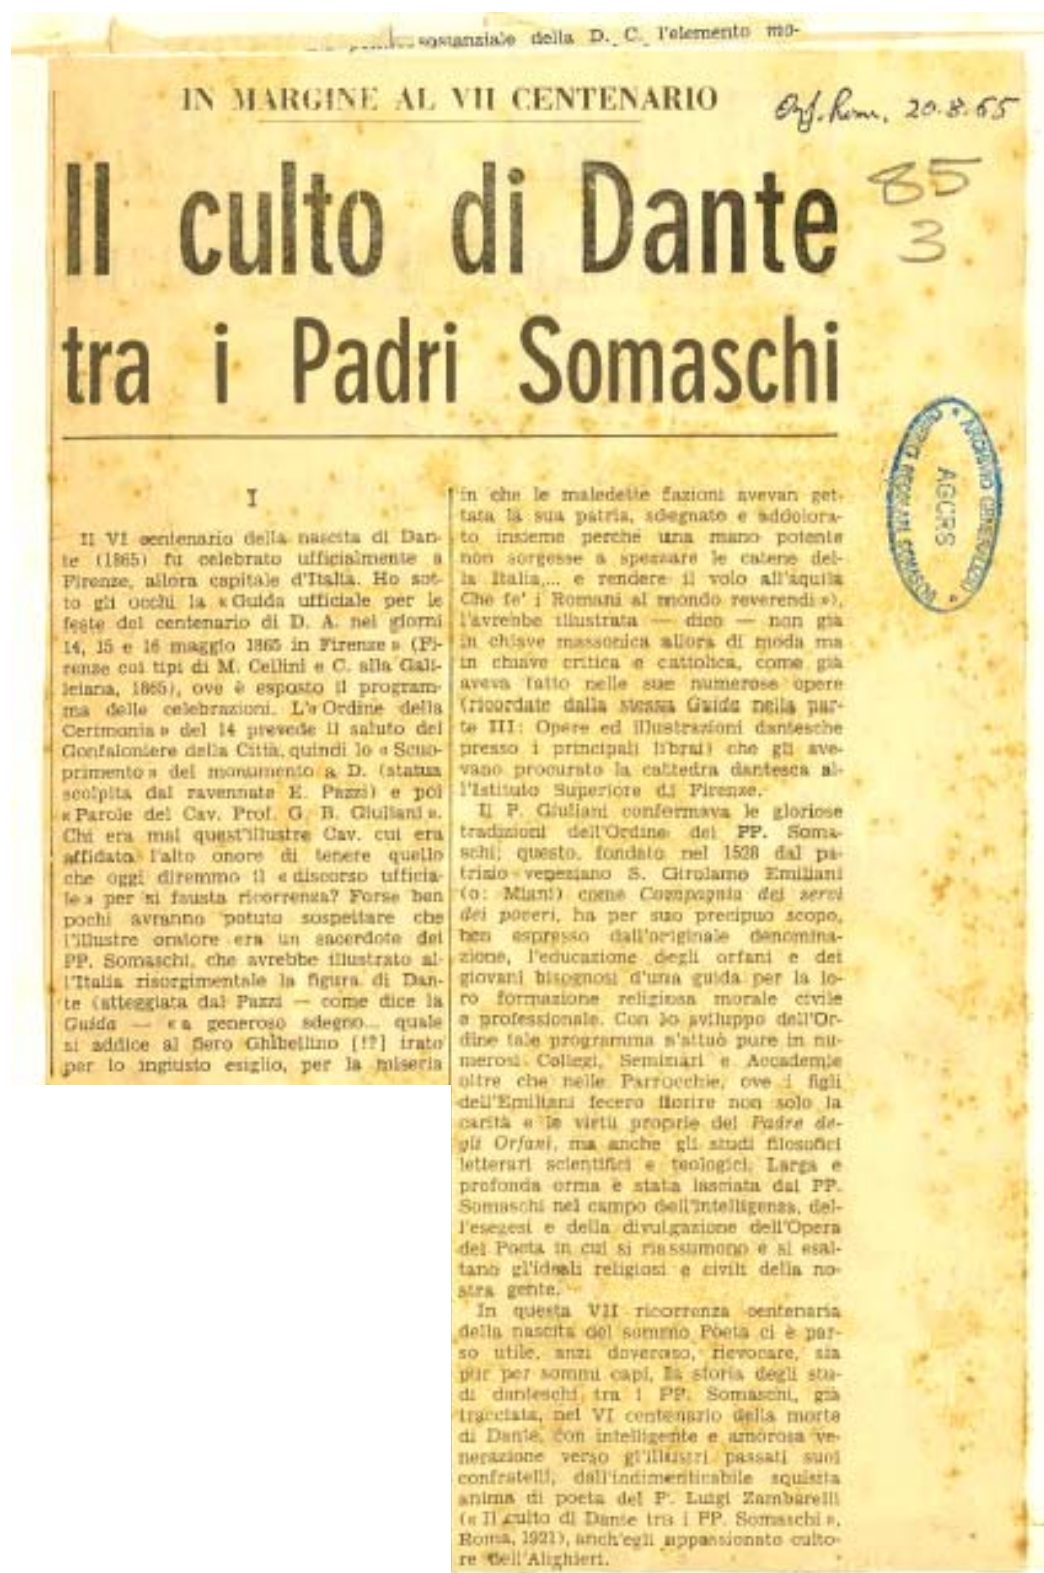 sostanziale della D. C. l'elemento mo-
IN MARGINE AL VII CENTENARIO
20.8.65
Il culto di Dante
tra i Padri Somaschi
85
3
ARCHIVIO GENERALIZIO
AGCRS
CHIERICI REGOLARI SOMASCHI
I
Il VI centenario della nascita di Dan-
te (1865) fu celebrato ufficialmente a
Firenze, allora capitale d'Italia. Ho sot-
to gli occhi la «Guida ufficiale per le
feste del centenario di D. A. nei giorni
14, 15 e 16 maggio 1865 in Firenze» (Fi-
renze coi tipi di M. Cellini e C. alla Gali-
leiana, 1865), ove è esposto il program-
ma delle celebrazioni. L'«Ordine della
Cerimonia» del 14 prevede il saluto del
Gonfaloniere della Città, quindi lo «Scuo-
primento» del monumento a D. (statua
scolpita dal ravennate E. Pazzi) e poi
«Parole del Cav. Prof. G. B. Giuliani».
Chi era mai quest'illustre Cav. cui era
affidato l'alto onore di tenere quello
che oggi diremmo il «discorso ufficia-
le» per sì fausta ricorrenza? Forse ben
pochi avranno potuto sospettare che
l'illustre oratore era un sacerdote dei
PP. Somaschi, che avrebbe illustrato al-
l'Italia risorgimentale la figura di Dan-
te (atteggiata dal Pazzi — come dice la
Guida — «a generoso sdegno... quale
si addice al fiero Ghibellino [!?] irato
per lo ingiusto esiglio, per la miseria
in che le maledette fazioni avevan get-
tata la sua patria, sdegnato e addolora-
to insieme perchè una mano potente
non sorgesse a spezzare le catene del-
la Italia,... e rendere il volo all'aquila
Che fe' i Romani al mondo reverendi»),
l'avrebbe illustrata — dico — non già
in chiave massonica allora di moda ma
in chiave critica e cattolica, come già
aveva fatto nelle sue numerose opere
(ricordate dalla stessa Guida nella par-
te III: Opere ed illustrazioni dantesche
presso i principali librai) che gli ave-
vano procurato la cattedra dantesca al-
l'Istituto Superiore di Firenze.
Il P. Giuliani confermava le gloriose
tradizioni dell'Ordine dei PP. Soma-
schi; questo, fondato nel 1528 dal pa-
trizio veneziano S. Girolamo Emiliani
(o: Miani) come Compagnia dei servi
dei poveri, ha per suo precipuo scopo,
ben espresso dall'originale denomina-
zione, l'educazione degli orfani e dei
giovani bisognosi d'una guida per la lo-
ro formazione religiosa morale civile
e professionale. Con lo sviluppo dell'Or-
dine tale programma s'attuò pure in nu-
merosi Collegi, Seminari e Accademie
oltre che nelle Parrocchie, ove i figli
dell'Emiliani fecero fiorire non solo la
carità e le virtù proprie del Padre de-
gli Orfani, ma anche gli studi filosofici
letterari scientifici e teologici. Larga e
profonda orma è stata lasciata dai PP.
Somaschi nel campo dell'intelligenza, del-
l'esegesi e della divulgazione dell'Opera
del Poeta in cui si riassumono e si esal-
tano gl'ideali religiosi e civili della no-
stra gente.
In questa VII ricorrenza centenaria
della nascita del sommo Poeta ci è par-
so utile, anzi doveroso, rievocare, sia
pur per sommi capi, la storia degli stu-
di danteschi tra i PP. Somaschi, già
tracciata, nel VI centenario della morte
di Dante, con intelligente e amorosa ve-
nerazione verso gl'illustri passati suoi
confratelli, dall'indimenticabile squisita
anima di poeta del P. Luigi Zambarelli
(«Il culto di Dante tra i PP. Somaschi»,
Roma, 1921), anch'egli appassionato culto-
re dell'Alighieri.